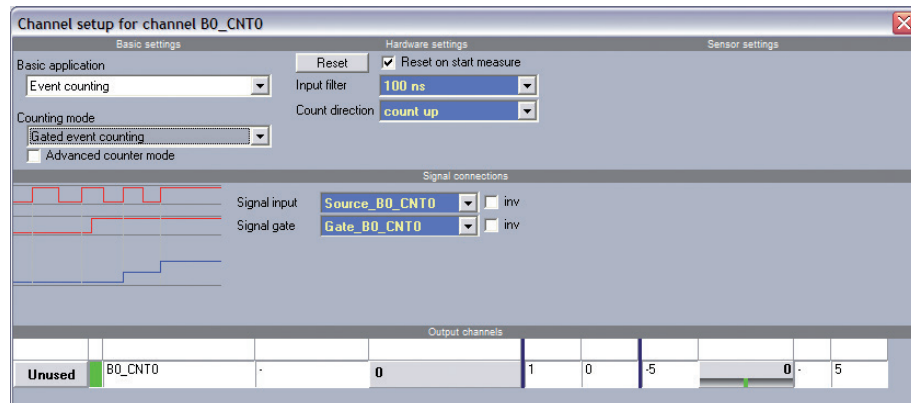 Channel setup for channel B0_CNT0
Basic settings Hardware settings Sensor settings
Basic application
Event counting
Counting mode
Gated event counting
Advanced counter mode
Reset Reset on start measure
Input filter 100 ns
Count direction count up
Signal connections
Signal input Source_B0_CNT0 inv
Signal gate Gate_B0_CNT0 inv
Output channels
Unused B0_CNT0 - 0 1 0 -5 0 - 5